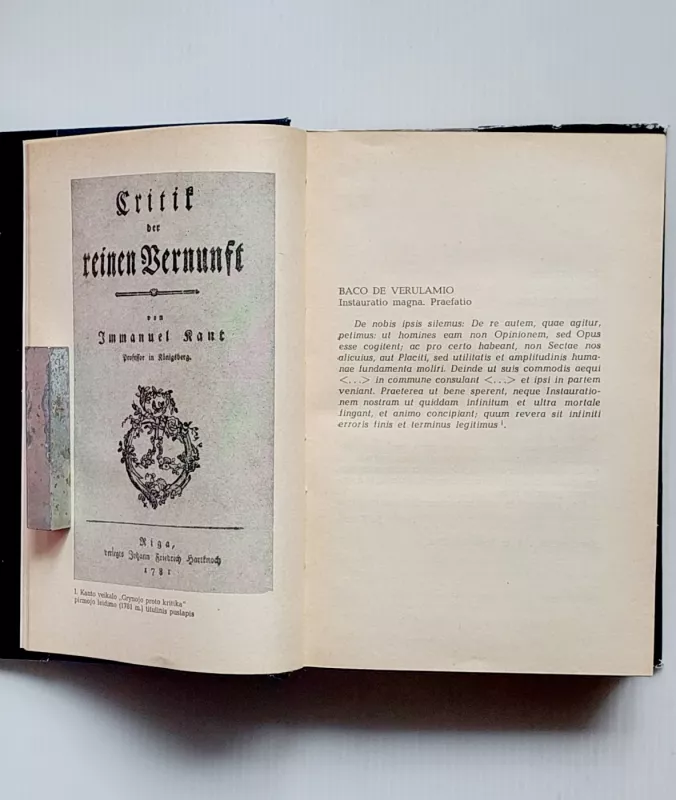 Critik
der
reinen Vernunft
von
Immanuel Kant
Professor in Königsberg.
Riga,
verlegts Johann Friedrich Hartknoch
1781
I. Kanto veikalo „Grynojo proto kritika"
pirmojo leidimo (1781 m.) titulinis puslapis
BACO DE VERULAMIO
Instauratio magna. Praefatio
De nobis ipsis silemus: De re autem, quae agitur,
petimus: ut homines eam non Opinionem, sed Opus
esse cogitent; ac pro certo habeant, non Sectae nos
alicuius, aut Placiti, sed utilitatis et amplitudinis huma-
nae fundamenta moliri. Deinde ut suis commodis aequi
<...> in commune consulant <...> et ipsi in partem
veniant. Praeterea ut bene sperent, neque Instauratio-
nem nostram ut quiddam infinitum et ultra mortale
fingant, et animo concipiant; quum revera sit infiniti
erroris finis et terminus legitimus ¹.